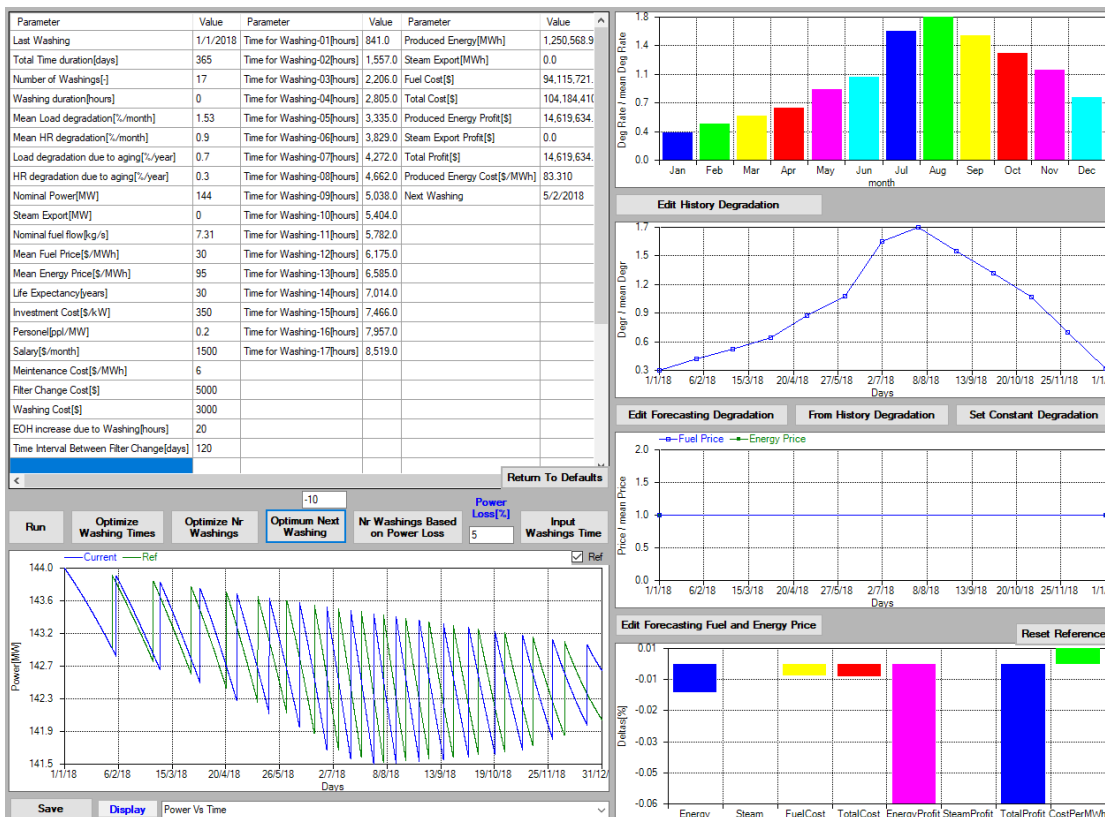 Parameter Value Parameter Value Parameter Value
Last Washing 1/1/2018 Time for Washing-01[hours] 841.0 Produced Energy[MWh] 1,250,568.9
Total Time duration[days] 365 Time for Washing-02[hours] 1,557.0 Steam Export[MWh] 0.0
Number of Washings[-] 17 Time for Washing-03[hours] 2,206.0 Fuel Cost[$] 94,115,721.
Washing duration[hours] 0 Time for Washing-04[hours] 2,805.0 Total Cost[$] 104,184,410
Mean Load degradation[%/month] 1.53 Time for Washing-05[hours] 3,335.0 Produced Energy Profit[$] 14,619,634.
Mean HR degradation[%/month] 0.9 Time for Washing-06[hours] 3,829.0 Steam Export Profit[$] 0.0
Load degradation due to aging[%/year] 0.7 Time for Washing-07[hours] 4,272.0 Total Profit[$] 14,619,634.
HR degradation due to aging[%/year] 0.3 Time for Washing-08[hours] 4,662.0 Produced Energy Cost[$/MWh] 83.310
Nominal Power[MW] 144 Time for Washing-09[hours] 5,038.0 Next Washing 5/2/2018
Steam Export[MW] 0 Time for Washing-10[hours] 5,404.0
Nominal fuel flow[kg/s] 7.31 Time for Washing-11[hours] 5,782.0
Mean Fuel Price[$/MWh] 30 Time for Washing-12[hours] 6,175.0
Mean Energy Price[$/MWh] 95 Time for Washing-13[hours] 6,585.0
Life Expectancy[years] 30 Time for Washing-14[hours] 7,014.0
Investment Cost[$/kW] 350 Time for Washing-15[hours] 7,466.0
Personel[ppl/MW] 0.2 Time for Washing-16[hours] 7,957.0
Salary[$/month] 1500 Time for Washing-17[hours] 8,519.0
Meintenance Cost[$/MWh] 6
Filter Change Cost[$] 5000
Washing Cost[$] 3000
EOH increase due to Washing[hours] 20
Time Interval Between Filter Change[days] 120
Return To Defaults
-10
Run
Optimize Washing Times
Optimize Nr Washings
Optimum Next Washing
Nr Washings Based on Power Loss
Power Loss[%]
5
Input Washings Time
Current Ref
Ref
Power[MW]
144.0
143.6
143.2
142.7
142.3
141.9
141.5
1/1/18 6/2/18 15/3/18 20/4/18 26/5/18 2/7/18 8/8/18 13/9/18 19/10/18 25/11/18 31/12/
Days
Save
Display
Power Vs Time
Deg Rate / mean Deg Rate
1.8
1.4
1.1
0.7
0.4
0.0
Jan Feb Mar Apr May Jun Jul Aug Sep Oct Nov Dec
month
Edit History Degradation
Degr / mean Degr
1.7
1.5
1.2
0.9
0.6
0.3
1/1/18 6/2/18 15/3/18 20/4/18 27/5/18 2/7/18 8/8/18 13/9/18 20/10/18 25/11/18 1/1/
Days
Edit Forecasting Degradation
From History Degradation
Set Constant Degradation
Fuel Price Energy Price
Price / mean Price
2.0
1.5
1.0
0.5
0.0
1/1/18 6/2/18 15/3/18 20/4/18 27/5/18 2/7/18 8/8/18 13/9/18 20/10/18 25/11/18 1/1/
Days
Edit Forecasting Fuel and Energy Price
Reset Reference
Deltas[%]
0.01
-0.01
-0.02
-0.03
-0.05
-0.06
Energy Steam FuelCost TotalCost EnergyProfit SteamProfit TotalProfit CostPerMWh